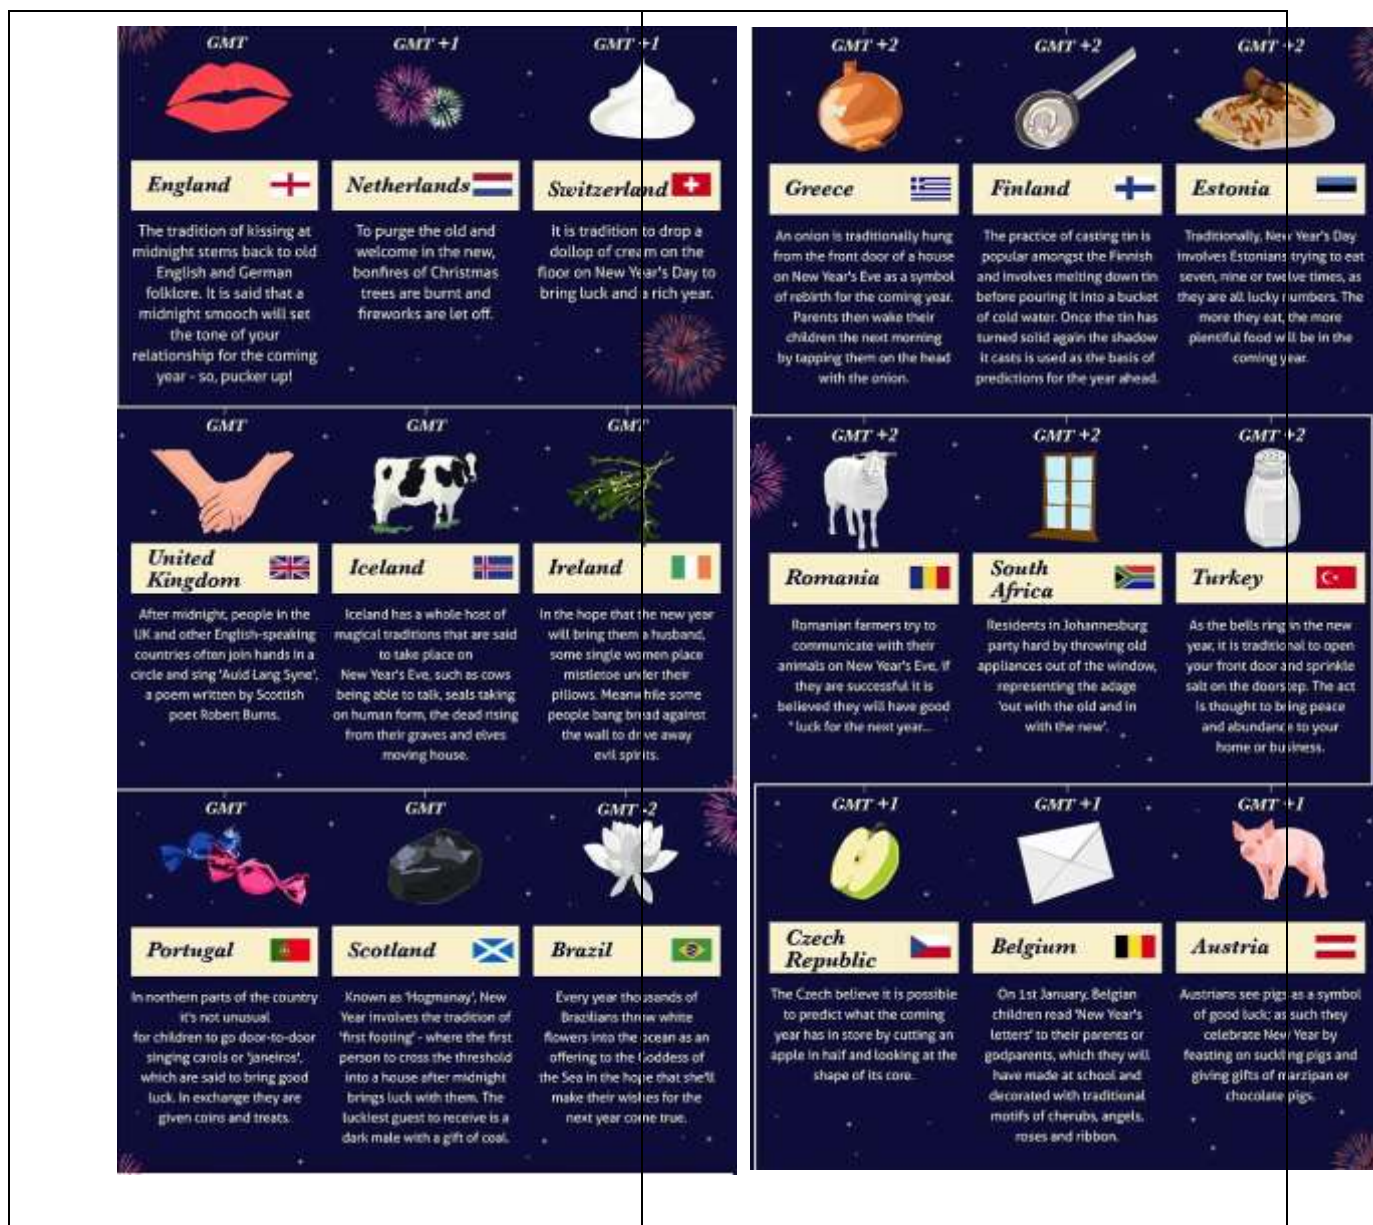 GMT
England
The tradition of kissing at
midnight stems back to old
English and German
folklore. It is said that a
midnight smooch will set
the tone of your
relationship for the coming
year - so, pucker up!
GMT +1
Netherlands
To purge the old and
welcome in the new,
bonfires of Christmas
trees are burnt and
fireworks are let off.
GMT +1
Switzerland
It is tradition to drop a
dollop of cream on the
floor on New Year's Day to
bring luck and a rich year.
GMT
United
Kingdom
After midnight, people in the
UK and other English-speaking
countries often join hands in a
circle and sing 'Auld Lang Syne',
a poem written by Scottish
poet Robert Burns.
GMT
Iceland
Iceland has a whole host of
magical traditions that are said
to take place on
New Year's Eve, such as cows
being able to talk, seals taking
on human form, the dead rising
from their graves and elves
moving house.
GMT
Ireland
In the hope that the new year
will bring them a husband,
some single women place
mistletoe under their
pillows. Meanwhile some
people bang bread against
the wall to drive away
evil spirits.
GMT
Portugal
In northern parts of the country
it's not unusual
for children to go door-to-door
singing carols or 'janeiros',
which are said to bring good
luck. In exchange they are
given coins and treats.
GMT
Scotland
Known as 'Hogmanay', New
Year involves the tradition of
'first footing' - where the first
person to cross the threshold
into a house after midnight
brings luck with them. The
luckiest guest to receive is a
dark male with a gift of coal.
GMT -2
Brazil
Every year thousands of
Brazilians throw white
flowers into the ocean as an
offering to the Goddess of
the Sea in the hope that she'll
make their wishes for the
next year come true.
GMT +2
Greece
An onion is traditionally hung
from the front door of a house
on New Year's Eve as a symbol
of rebirth for the coming year.
Parents then wake their
children the next morning
by tapping them on the head
with the onion.
GMT +2
Finland
The practice of casting tin is
popular amongst the Finnish
and involves melting down tin
before pouring it into a bucket
of cold water. Once the tin has
turned solid again the shadow
it casts is used as the basis of
predictions for the year ahead.
GMT +2
Estonia
Traditionally, New Year's Day
involves Estonians trying to eat
seven, nine or twelve times, as
they are all lucky numbers. The
more they eat, the more
plentiful food will be in the
coming year.
GMT +2
Romania
Romanian farmers try to
communicate with their
animals on New Year's Eve. If
they are successful it is
believed they will have good
luck for the next year...
GMT +2
South
Africa
Residents in Johannesburg
party hard by throwing old
appliances out of the window,
representing the adage
'out with the old and in
with the new'.
GMT +2
Turkey
As the bells ring in the new
year, it is traditional to open
your front door and sprinkle
salt on the doorstep. The act
is thought to bring peace
and abundance to your
home or business.
GMT +1
Czech
Republic
The Czech believe it is possible
to predict what the coming
year has in store by cutting an
apple in half and looking at the
shape of its core.
GMT +1
Belgium
On 1st January, Belgian
children read 'New Year's
letters' to their parents or
godparents, which they will
have made at school and
decorated with traditional
motifs of cherubs, angels,
roses and ribbon.
GMT +1
Austria
Austrians see pigs as a symbol
of good luck; as such they
celebrate New Year by
feasting on suckling pigs and
giving gifts of marzipan or
chocolate pigs.